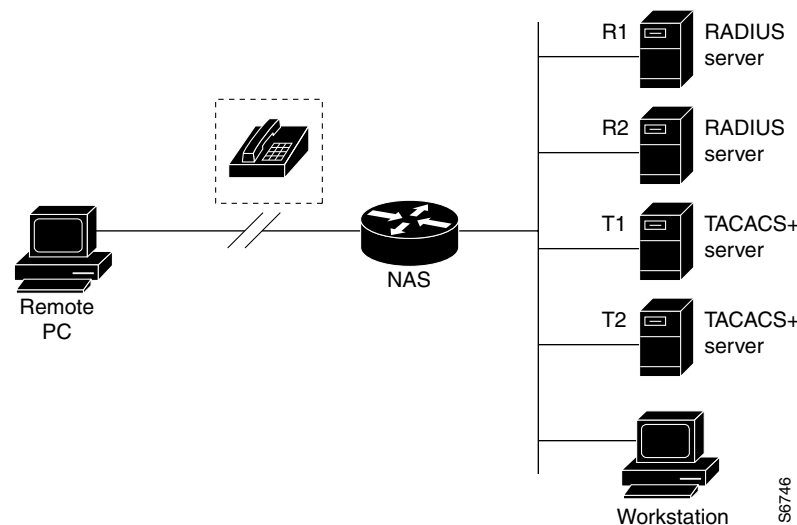 R1
RADIUS
server
R2
RADIUS
server
T1
TACACS+
server
NAS
Remote
PC
T2
TACACS+
server
Workstation
S6746